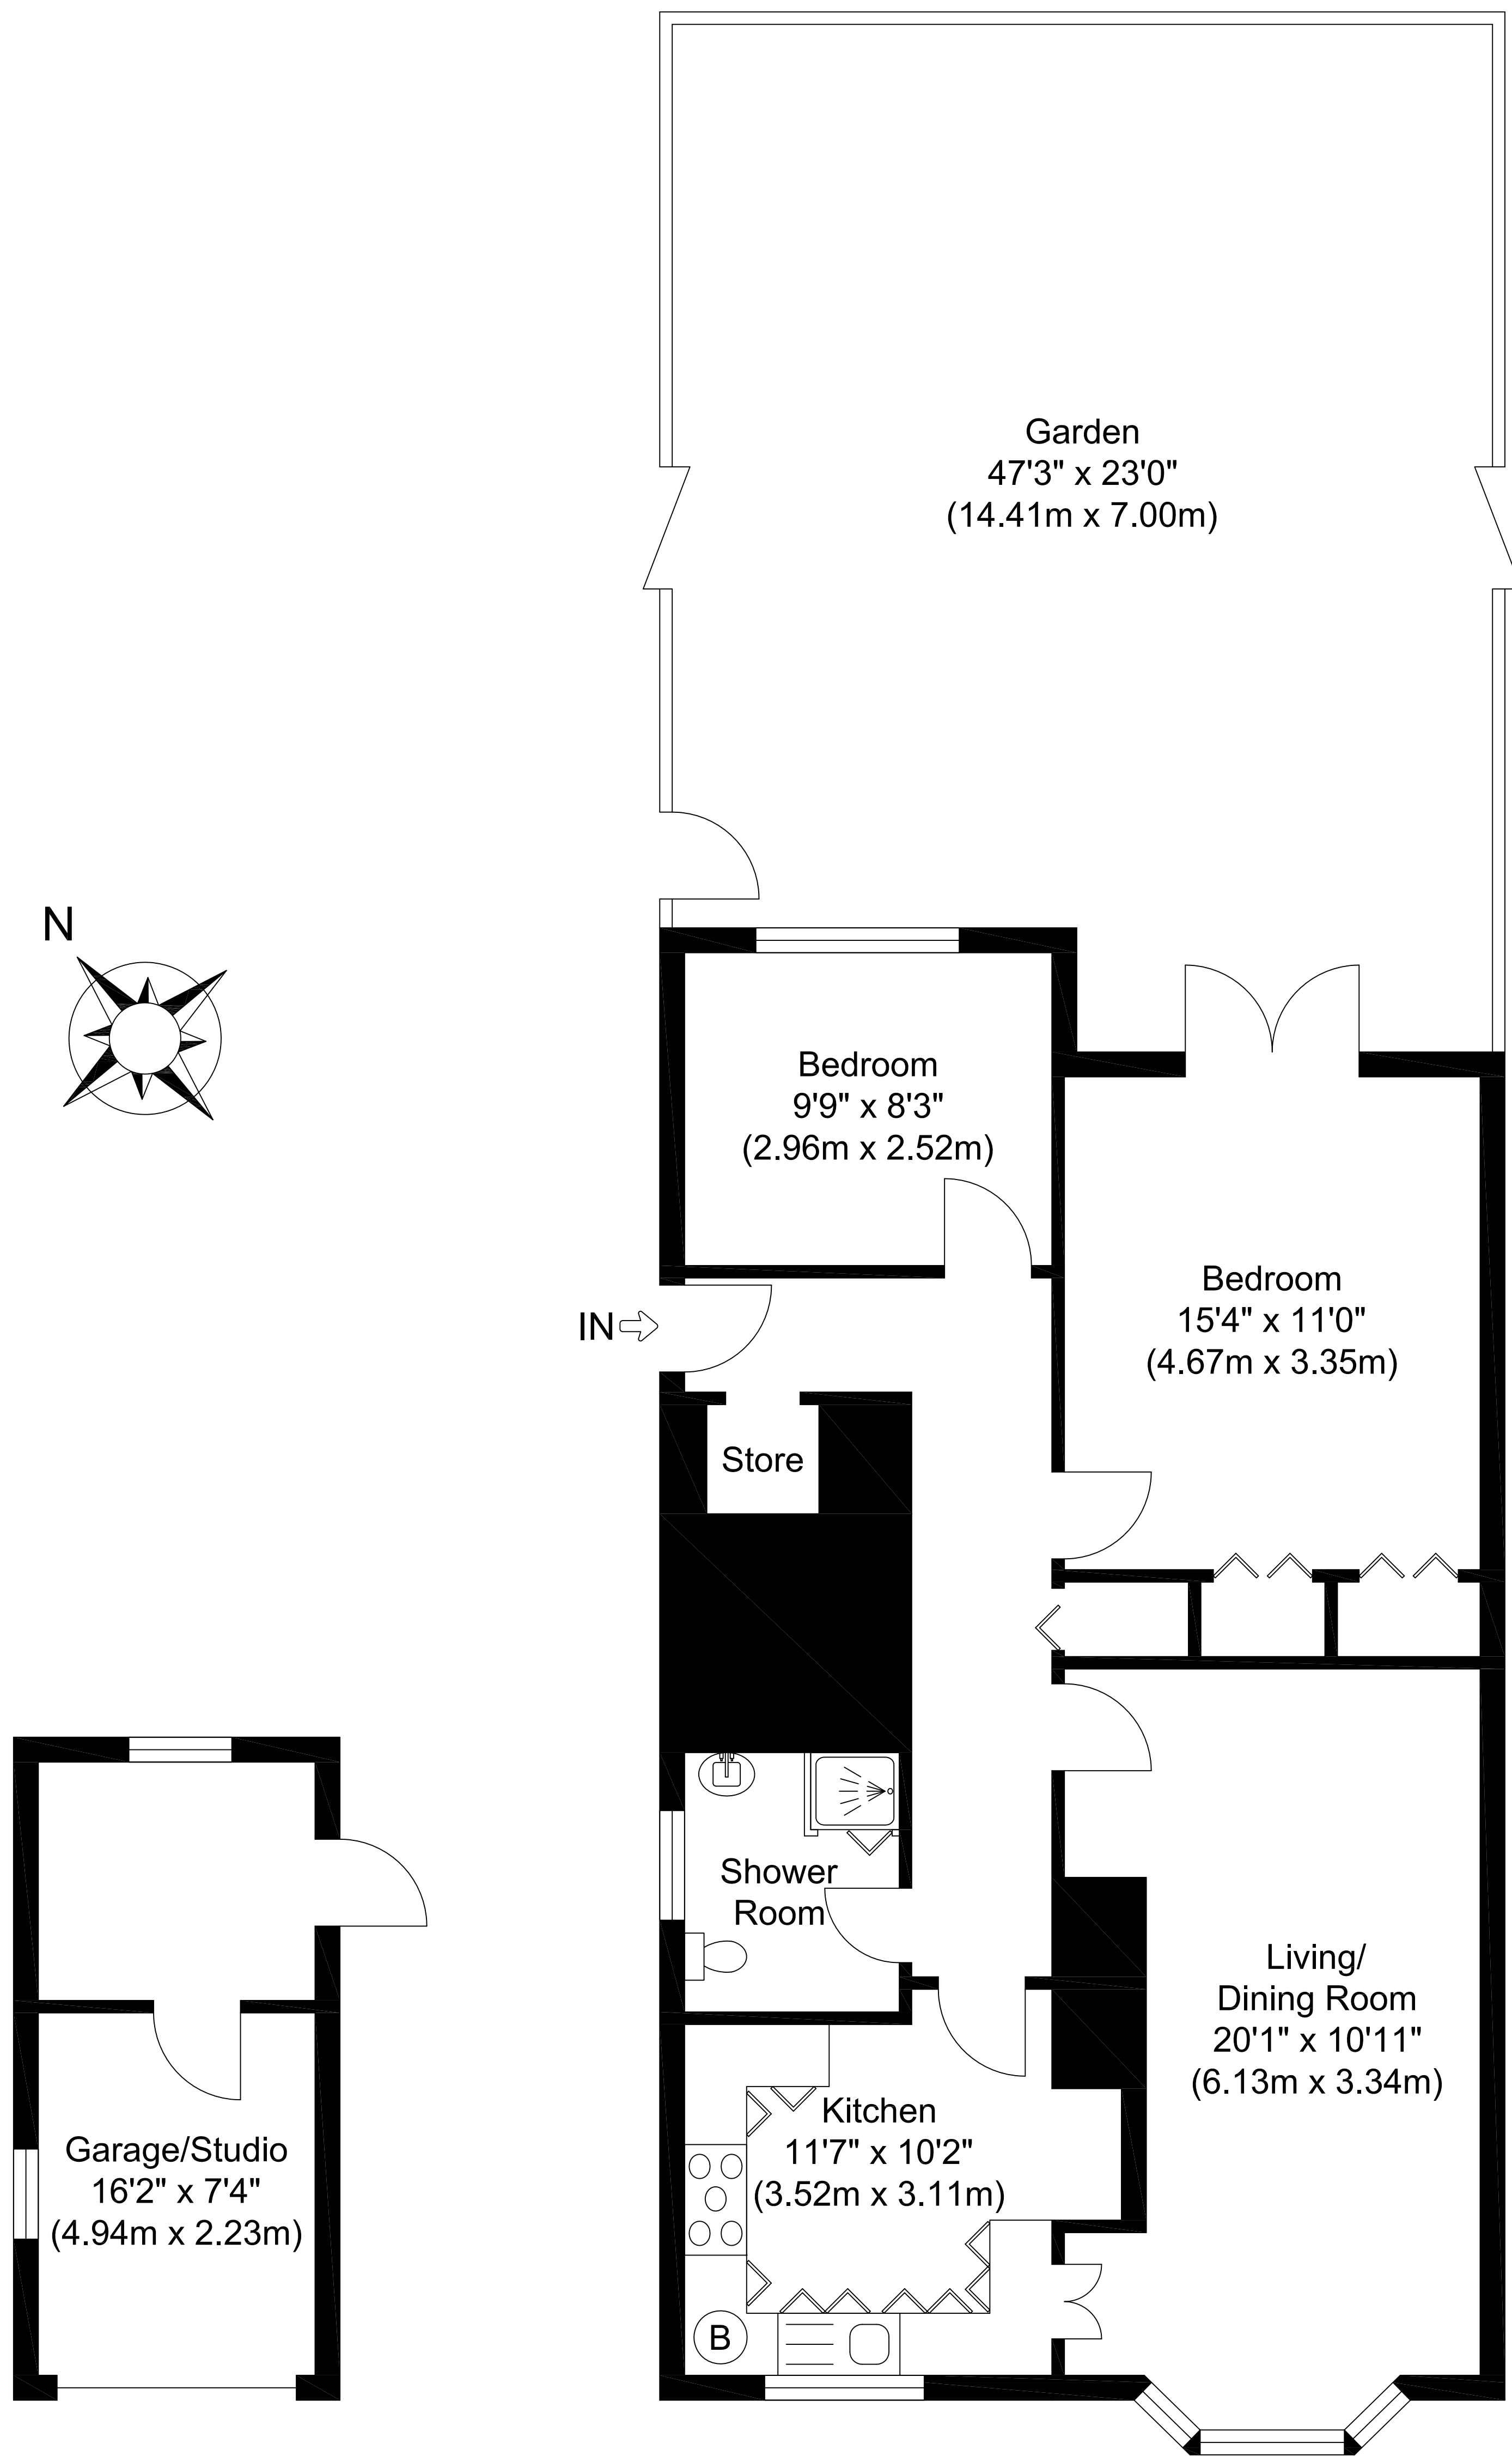 Garden
47'3" x 23'0"
(14.41m x 7.00m)
N
Bedroom
9'9" x 8'3"
(2.96m x 2.52m)
Bedroom
15'4" x 11'0"
(4.67m x 3.35m)
IN
Store
Shower
Room
Living/
Dining Room
20'1" x 10'11"
(6.13m x 3.34m)
Kitchen
11'7" x 10'2"
(3.52m x 3.11m)
Garage/Studio
16'2" x 7'4"
(4.94m x 2.23m)
B